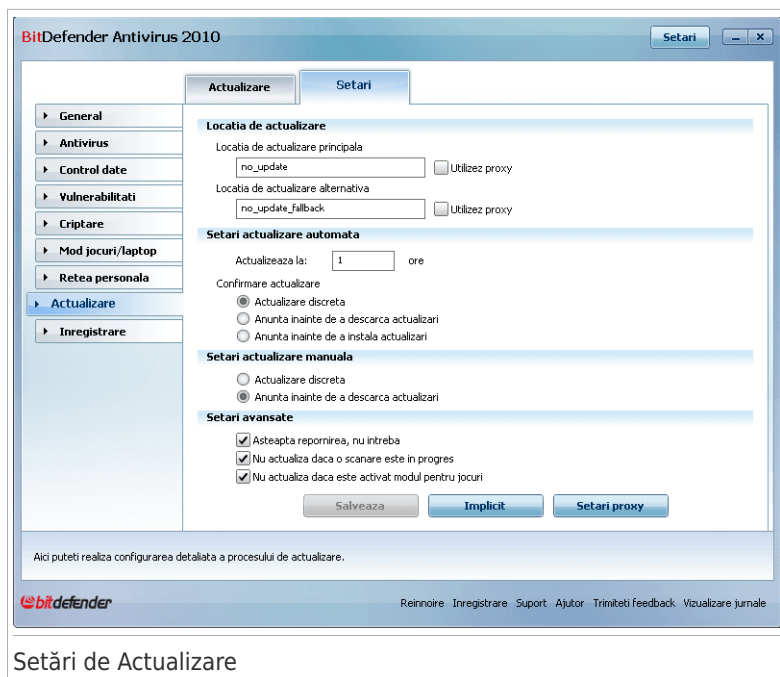 BitDefender Antivirus 2010
Setari
Actualizare
Setari
General
Antivirus
Control date
Vulnerabilitati
Criptare
Mod jocuri/laptop
Retea personala
Actualizare
Inregistrare
Locatia de actualizare
Locatia de actualizare principala
no_update
Utilizez proxy
Locatia de actualizare alternativa
no_update_fallback
Utilizez proxy
Setari actualizare automata
Actualizeaza la: 1 ore
Confirmare actualizare
Actualizare discreta
Anunta inainte de a descarca actualizari
Anunta inainte de a instala actualizari
Setari actualizare manuala
Actualizare discreta
Anunta inainte de a descarca actualizari
Setari avansate
Asteapta repornirea, nu intreba
Nu actualiza daca o scanare este in progres
Nu actualiza daca este activat modul pentru jocuri
Salveaza
Implicit
Setari proxy
Aici puteti realiza configurarea detaliata a procesului de actualizare.
bitdefender
Reinnoire Inregistrare Suport Ajutor Trimiteti feedback Vizualizare jurnale
Setări de Actualizare